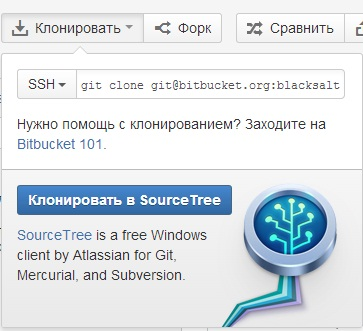 Клонировать
Форк
Сравнить
SSH
git clone git@bitbucket.org:blacksalt
Нужно помощь с клонированием? Заходите на
Bitbucket 101.
Клонировать в SourceTree
SourceTree is a free Windows
client by Atlassian for Git,
Mercurial, and Subversion.